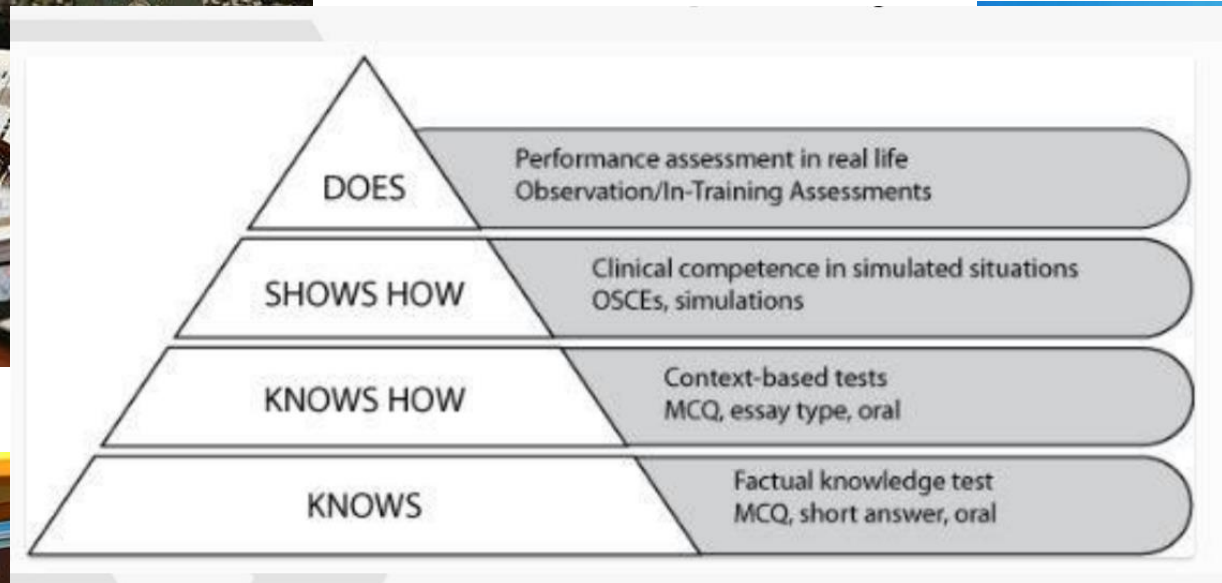 DOES
Performance assessment in real life
Observation/In-Training Assessments
SHOWS HOW
Clinical competence in simulated situations
OSCEs, simulations
KNOWS HOW
Context-based tests
MCQ, essay type, oral
KNOWS
Factual knowledge test
MCQ, short answer, oral